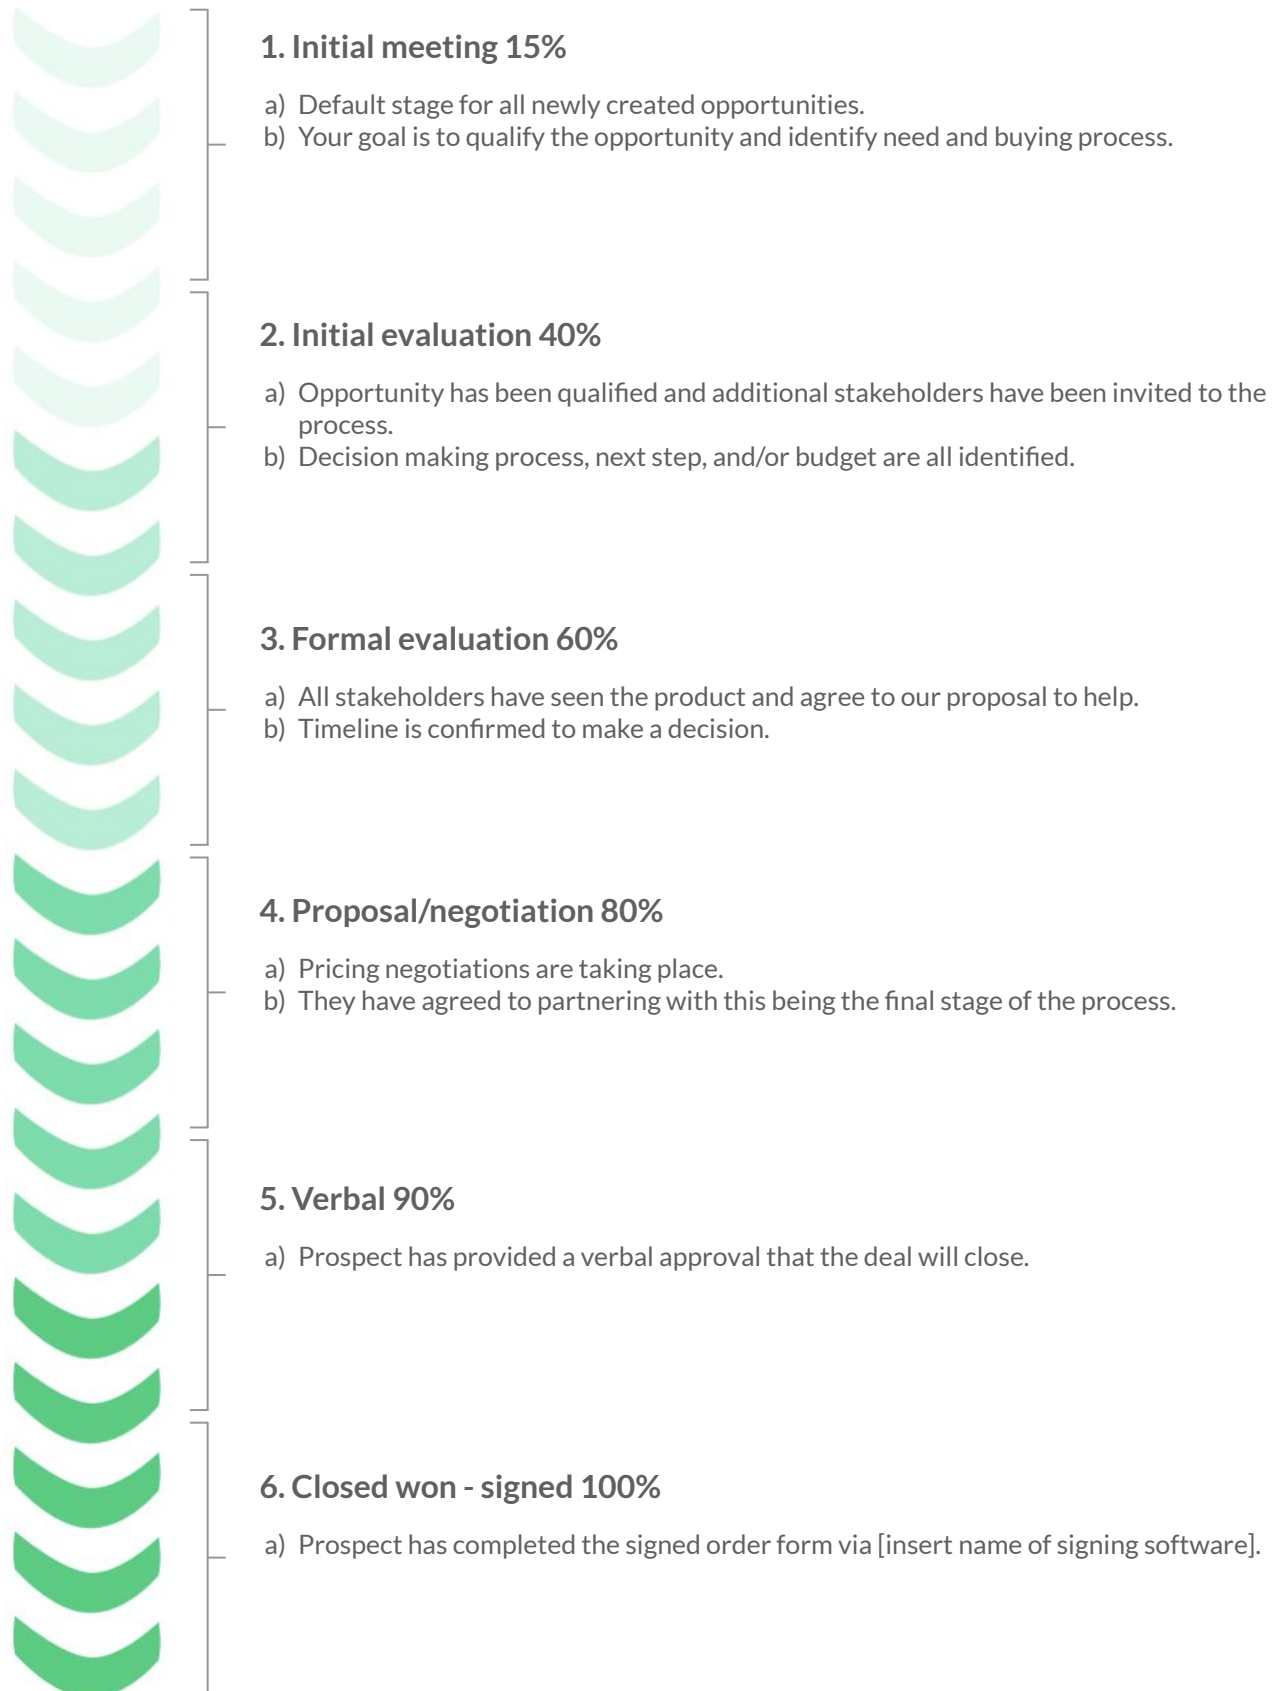 1. Initial meeting 15%
a) Default stage for all newly created opportunities.
b) Your goal is to qualify the opportunity and identify need and buying process.
2. Initial evaluation 40%
a) Opportunity has been qualified and additional stakeholders have been invited to the
process.
b) Decision making process, next step, and/or budget are all identified.
3. Formal evaluation 60%
a) All stakeholders have seen the product and agree to our proposal to help.
b) Timeline is confirmed to make a decision.
4. Proposal/negotiation 80%
a) Pricing negotiations are taking place.
b) They have agreed to partnering with this being the final stage of the process.
5. Verbal 90%
a) Prospect has provided a verbal approval that the deal will close.
6. Closed won - signed 100%
a) Prospect has completed the signed order form via [insert name of signing software].